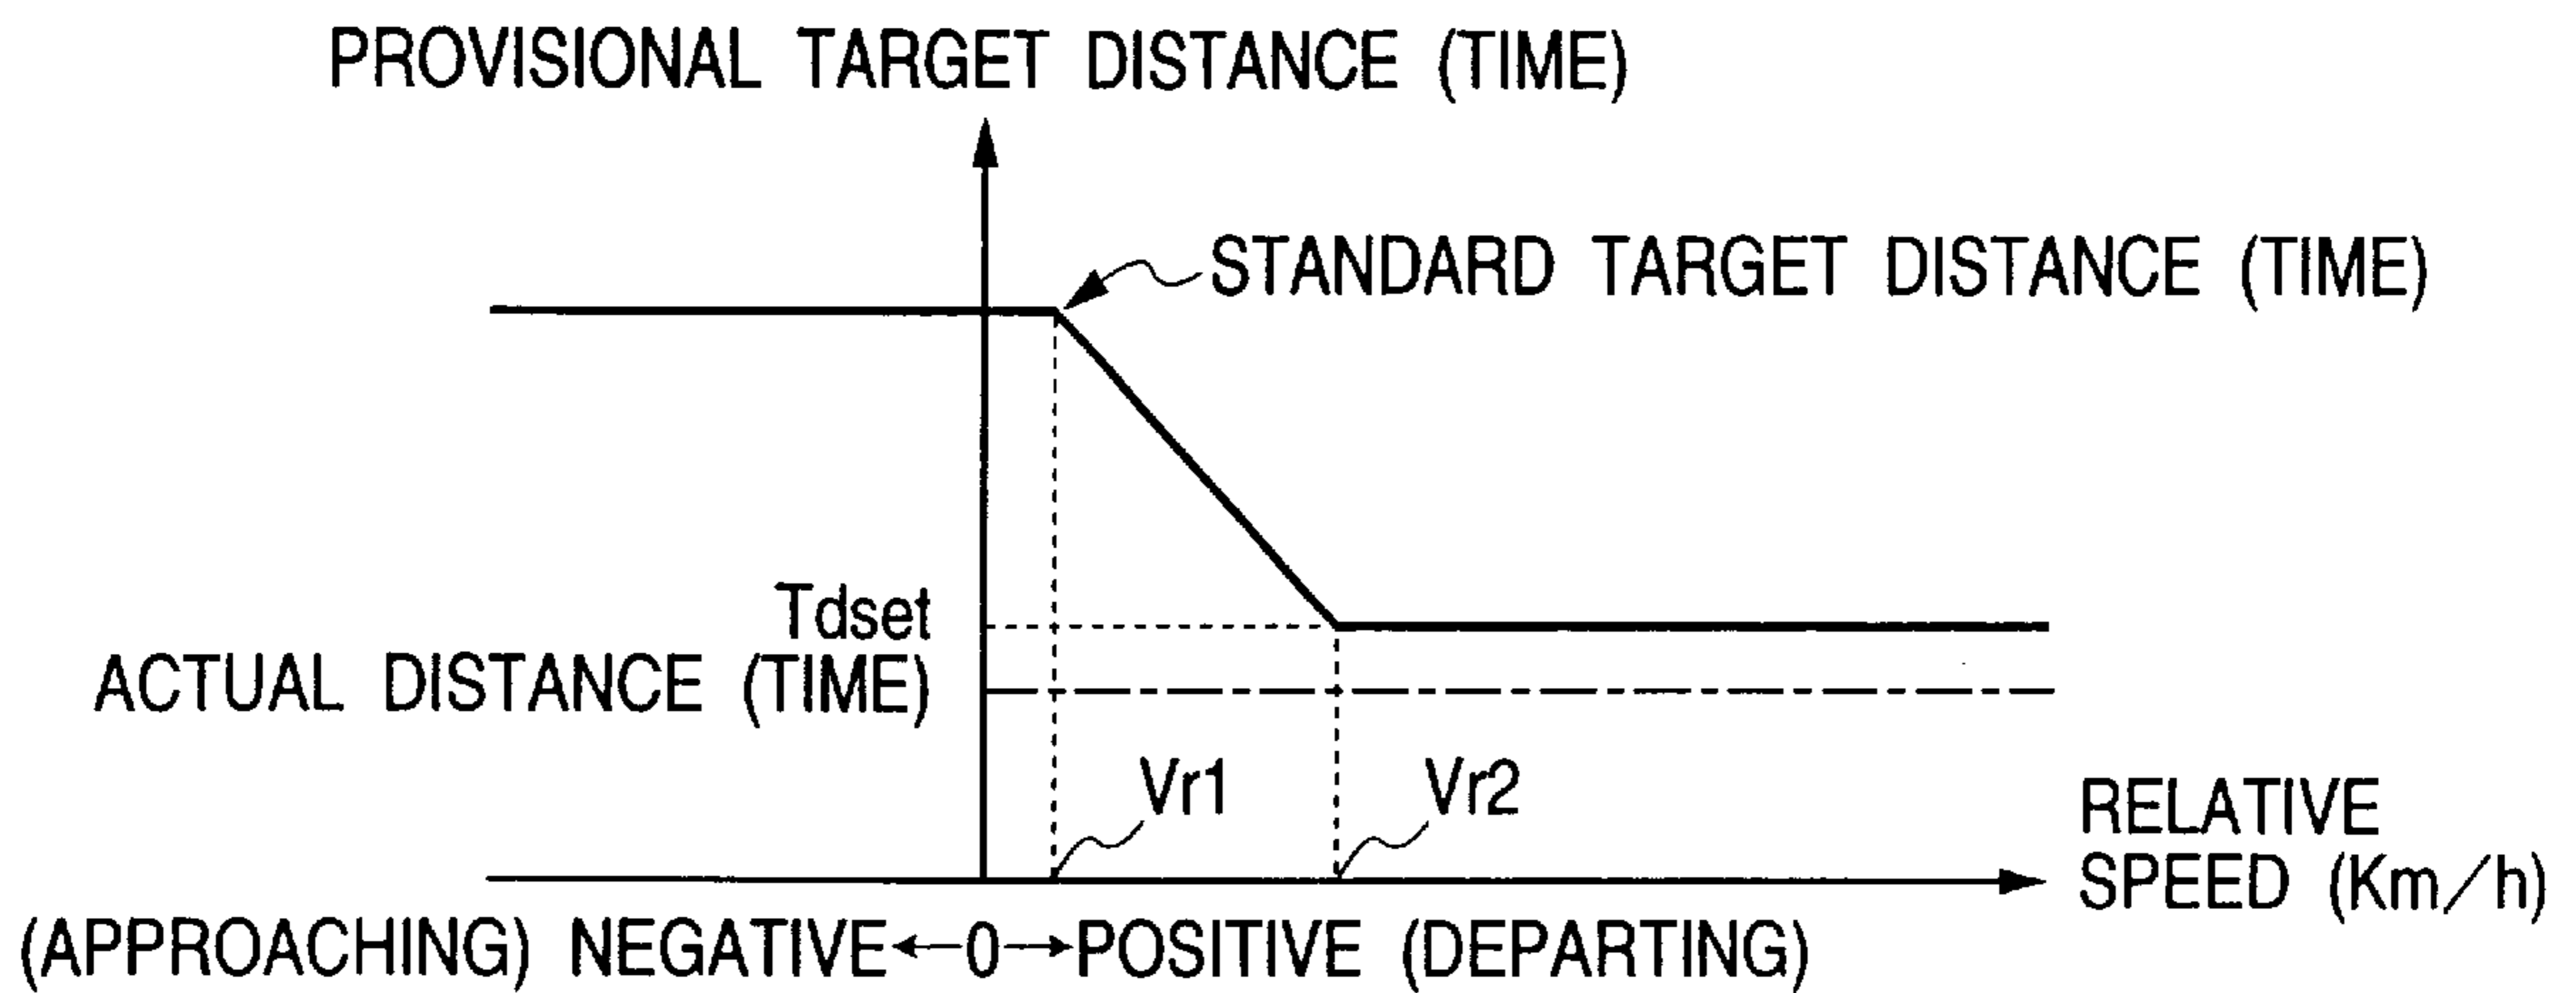 PROVISIONAL TARGET DISTANCE (TIME)
STANDARD TARGET DISTANCE (TIME)
Tdset
ACTUAL DISTANCE (TIME)
Vr1
Vr2
RELATIVE
SPEED (Km/h)
(APPROACHING) NEGATIVE←0→POSITIVE (DEPARTING)